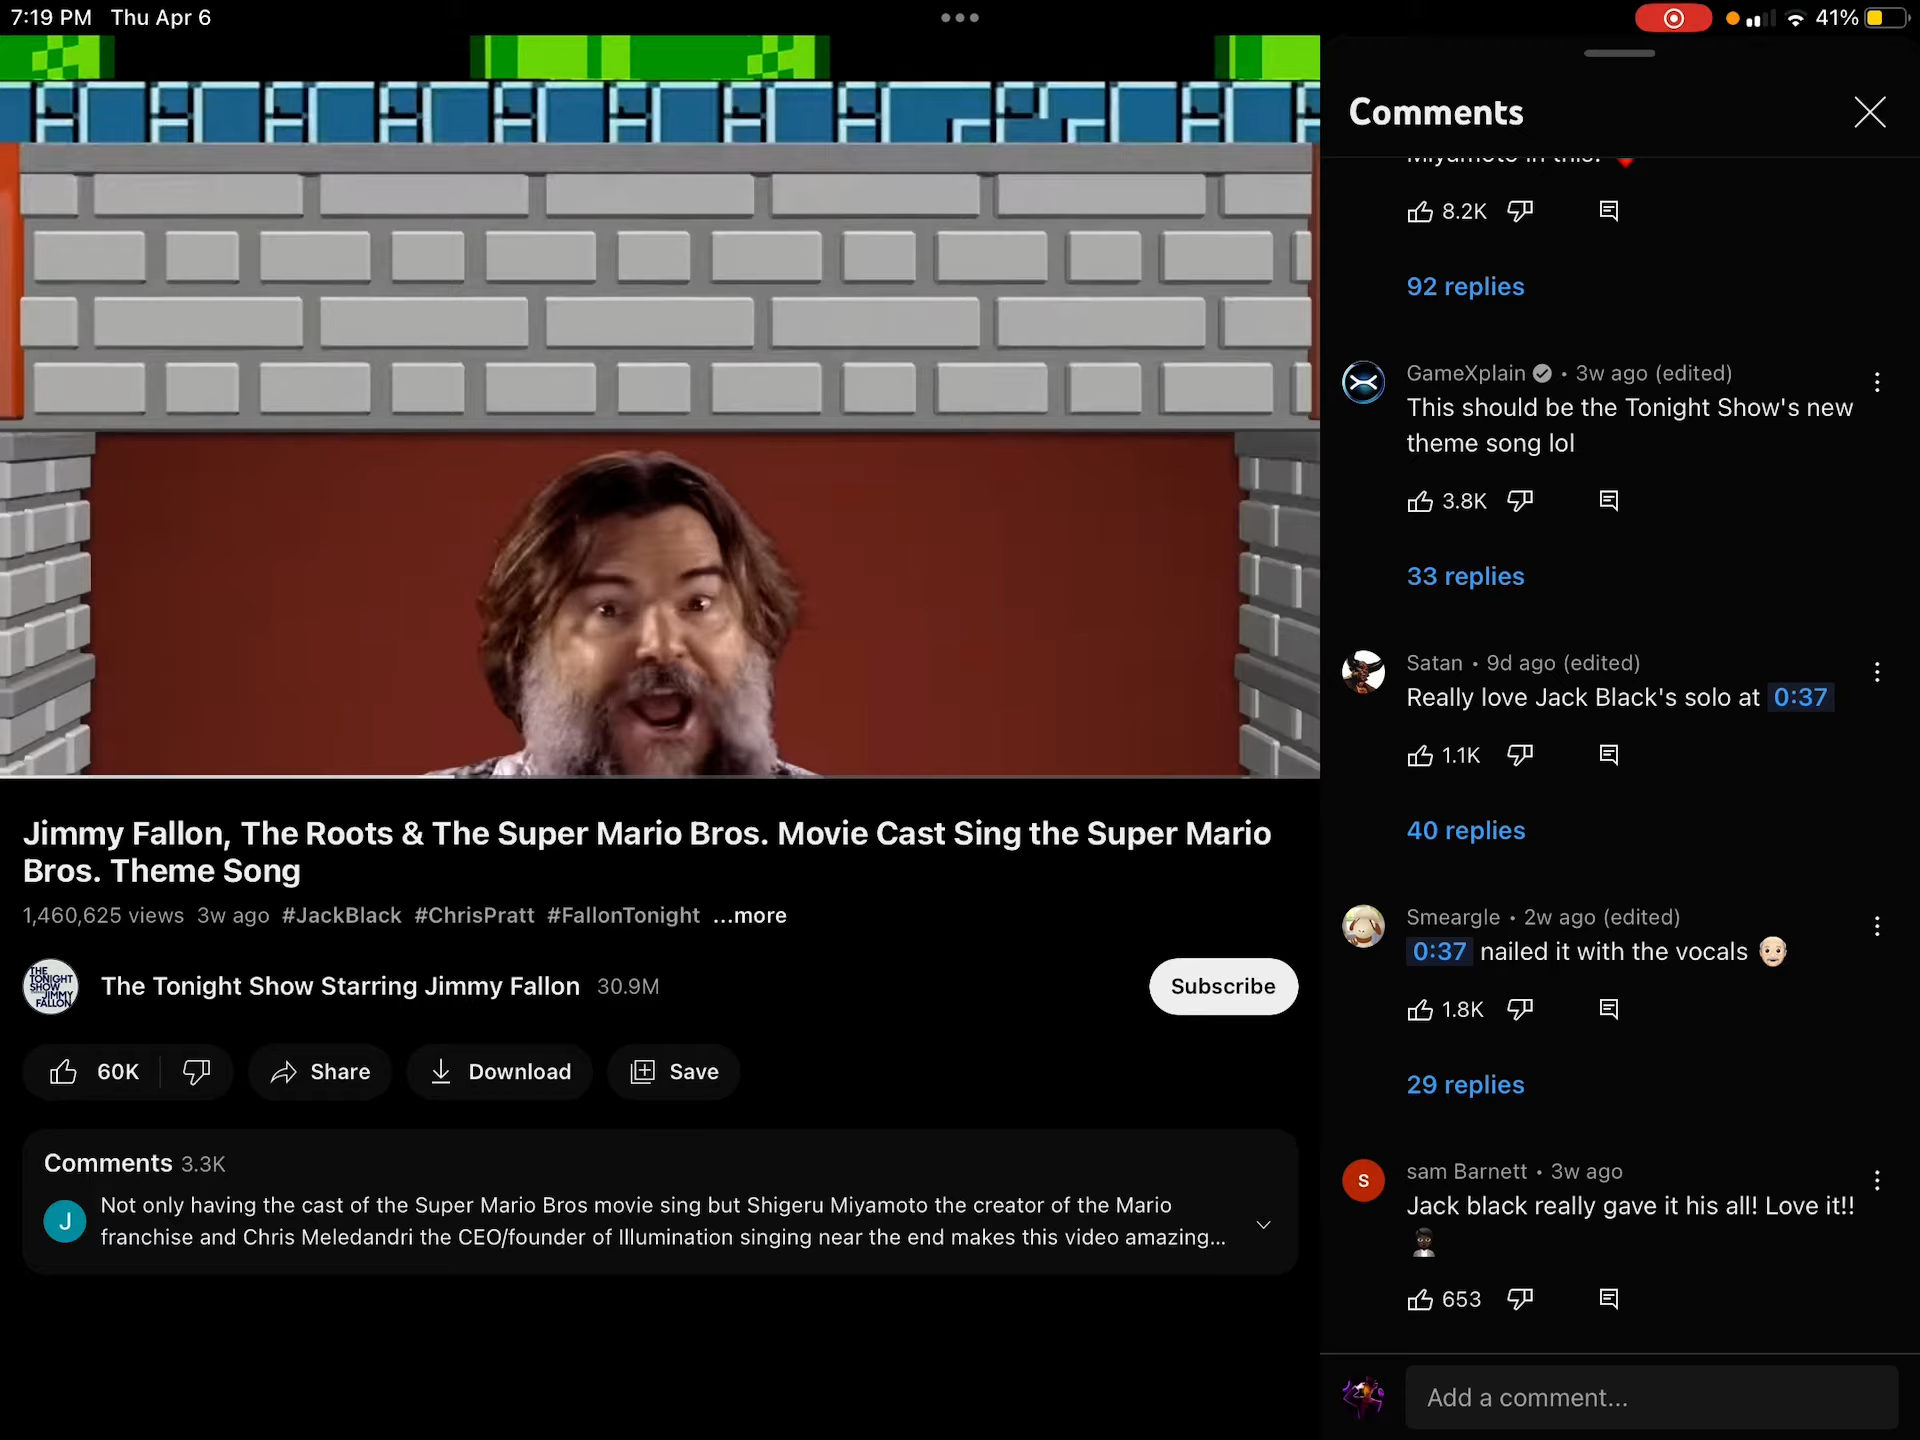 7:19 PM Thu Apr 6
41%
Jimmy Fallon, The Roots & The Super Mario Bros. Movie Cast Sing the Super Mario
Bros. Theme Song
1,460,625 views 3w ago #JackBlack #ChrisPratt #FallonTonight ...more
THE
TONIGHT
SHOW
JIMMY
FALLON
The Tonight Show Starring Jimmy Fallon 30.9M
Subscribe
60K
Share
Download
Save
Comments 3.3K
J
Not only having the cast of the Super Mario Bros movie sing but Shigeru Miyamoto the creator of the Mario
franchise and Chris Meledandri the CEO/founder of Illumination singing near the end makes this video amazing...
Comments
Miyamoto in this! ♥️
8.2K
92 replies
GameXplain • 3w ago (edited)
This should be the Tonight Show's new
theme song lol
3.8K
33 replies
Satan • 9d ago (edited)
Really love Jack Black's solo at 0:37
1.1K
40 replies
Smeargle • 2w ago (edited)
0:37 nailed it with the vocals 👴🏻
1.8K
29 replies
S
sam Barnett • 3w ago
Jack black really gave it his all! Love it!!
653
Add a comment...